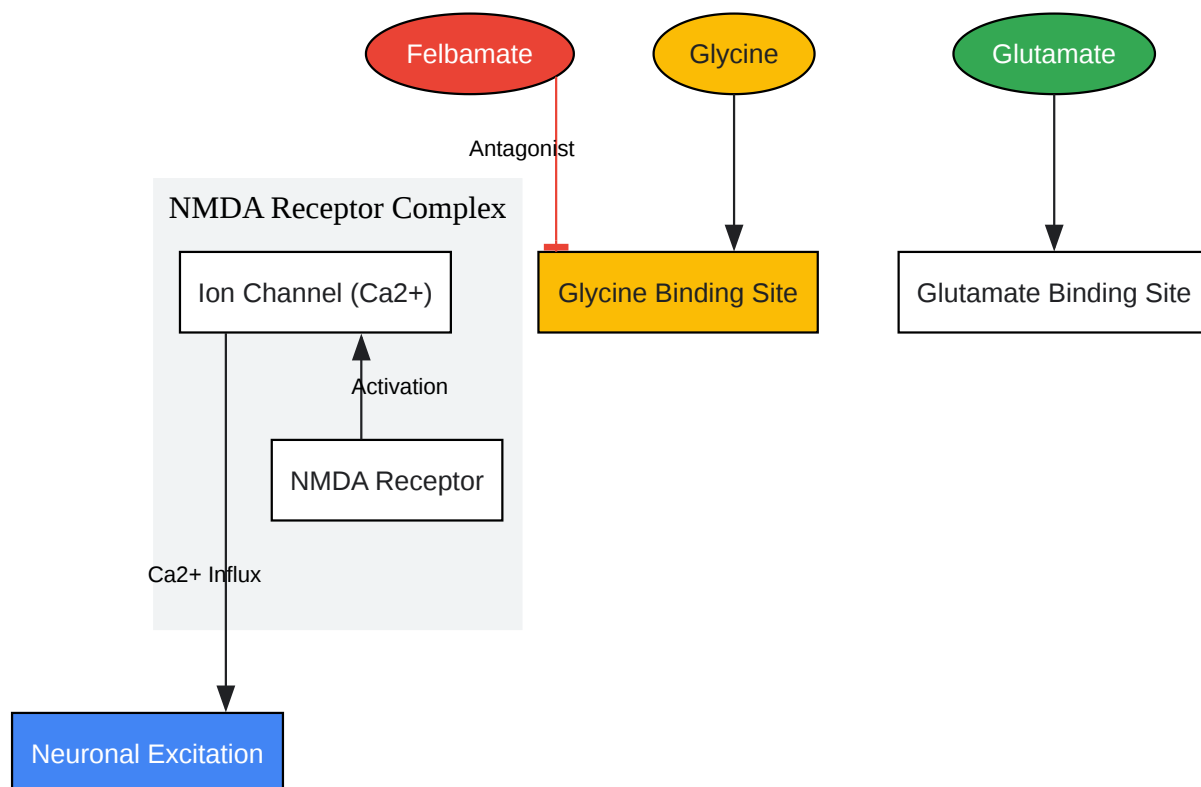 Felbamate
Glycine
Glutamate
Antagonist
NMDA Receptor Complex
Ion Channel (Ca2+)
Glycine Binding Site
Glutamate Binding Site
Activation
NMDA Receptor
Ca2+ Influx
Neuronal Excitation